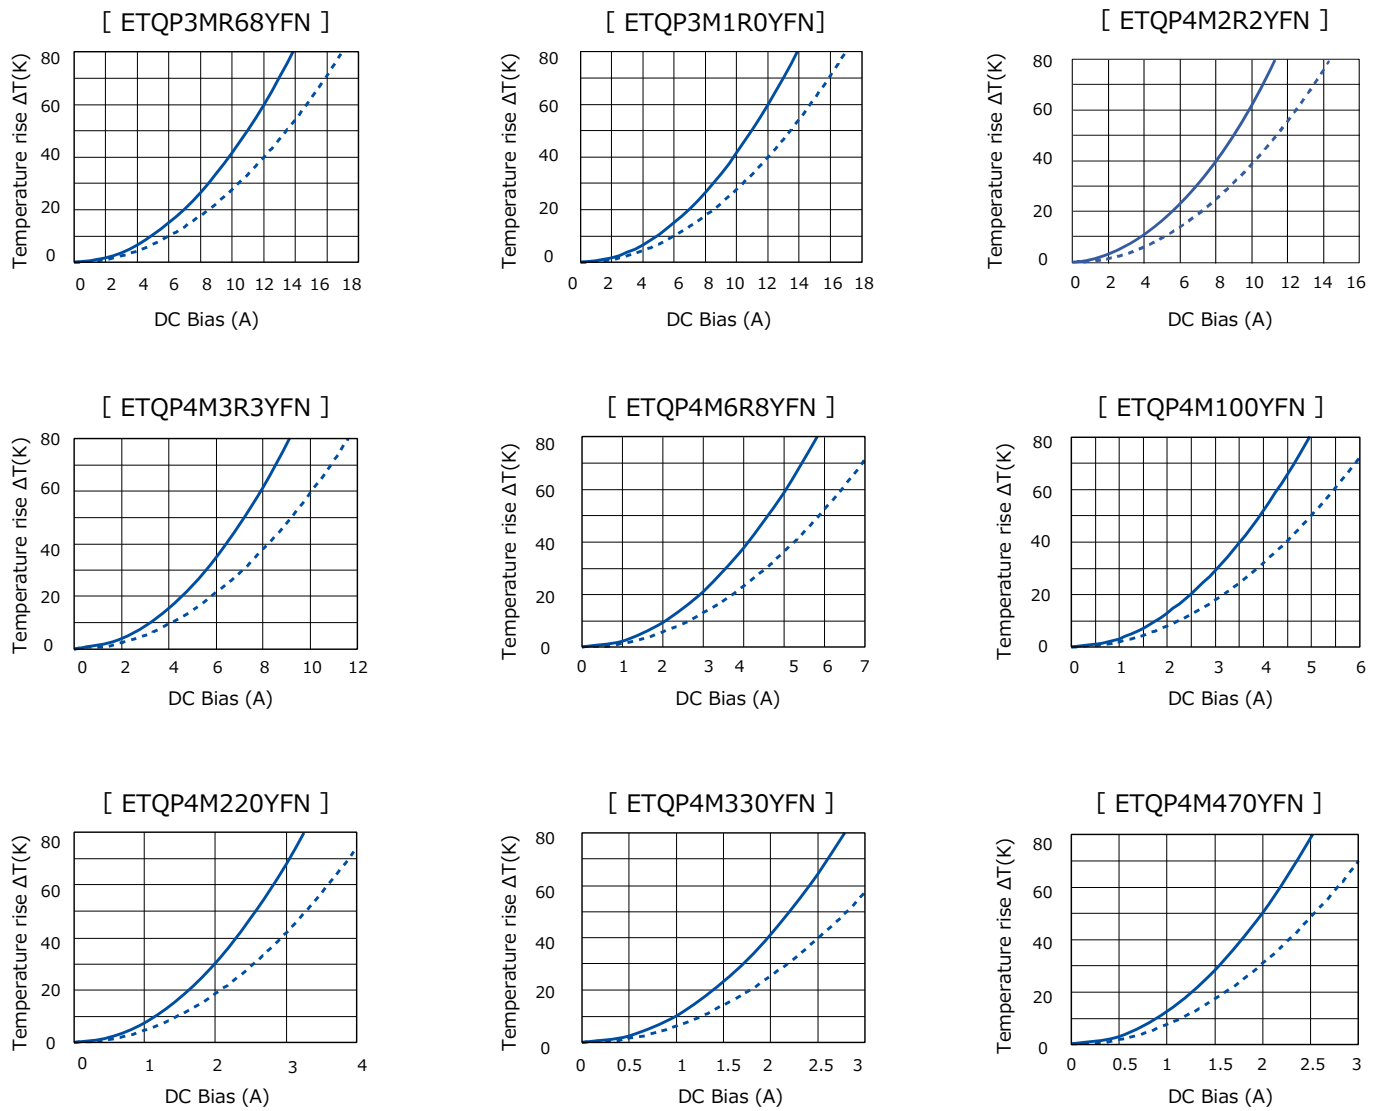 [ ETQP3MR68YFN ]
Temperature rise ΔT(K)
80
60
40
20
0
0 2 4 6 8 10 12 14 16 18
DC Bias (A)
[ ETQP3M1R0YFN]
Temperature rise ΔT(K)
80
60
40
20
0
0 2 4 6 8 10 12 14 16 18
DC Bias (A)
[ ETQP4M2R2YFN ]
Temperature rise ΔT(K)
80
60
40
20
0
0 2 4 6 8 10 12 14 16
DC Bias (A)
[ ETQP4M3R3YFN ]
Temperature rise ΔT(K)
80
60
40
20
0
0 2 4 6 8 10 12
DC Bias (A)
[ ETQP4M6R8YFN ]
Temperature rise ΔT(K)
80
60
40
20
0
0 1 2 3 4 5 6 7
DC Bias (A)
[ ETQP4M100YFN ]
Temperature rise ΔT(K)
80
60
40
20
0
0 1 2 3 4 5 6
DC Bias (A)
[ ETQP4M220YFN ]
Temperature rise ΔT(K)
80
60
40
20
0
0 1 2 3 4
DC Bias (A)
[ ETQP4M330YFN ]
Temperature rise ΔT(K)
80
60
40
20
0
0 0.5 1 1.5 2 2.5 3
DC Bias (A)
[ ETQP4M470YFN ]
Temperature rise ΔT(K)
80
60
40
20
0
0 0.5 1 1.5 2 2.5 3
DC Bias (A)